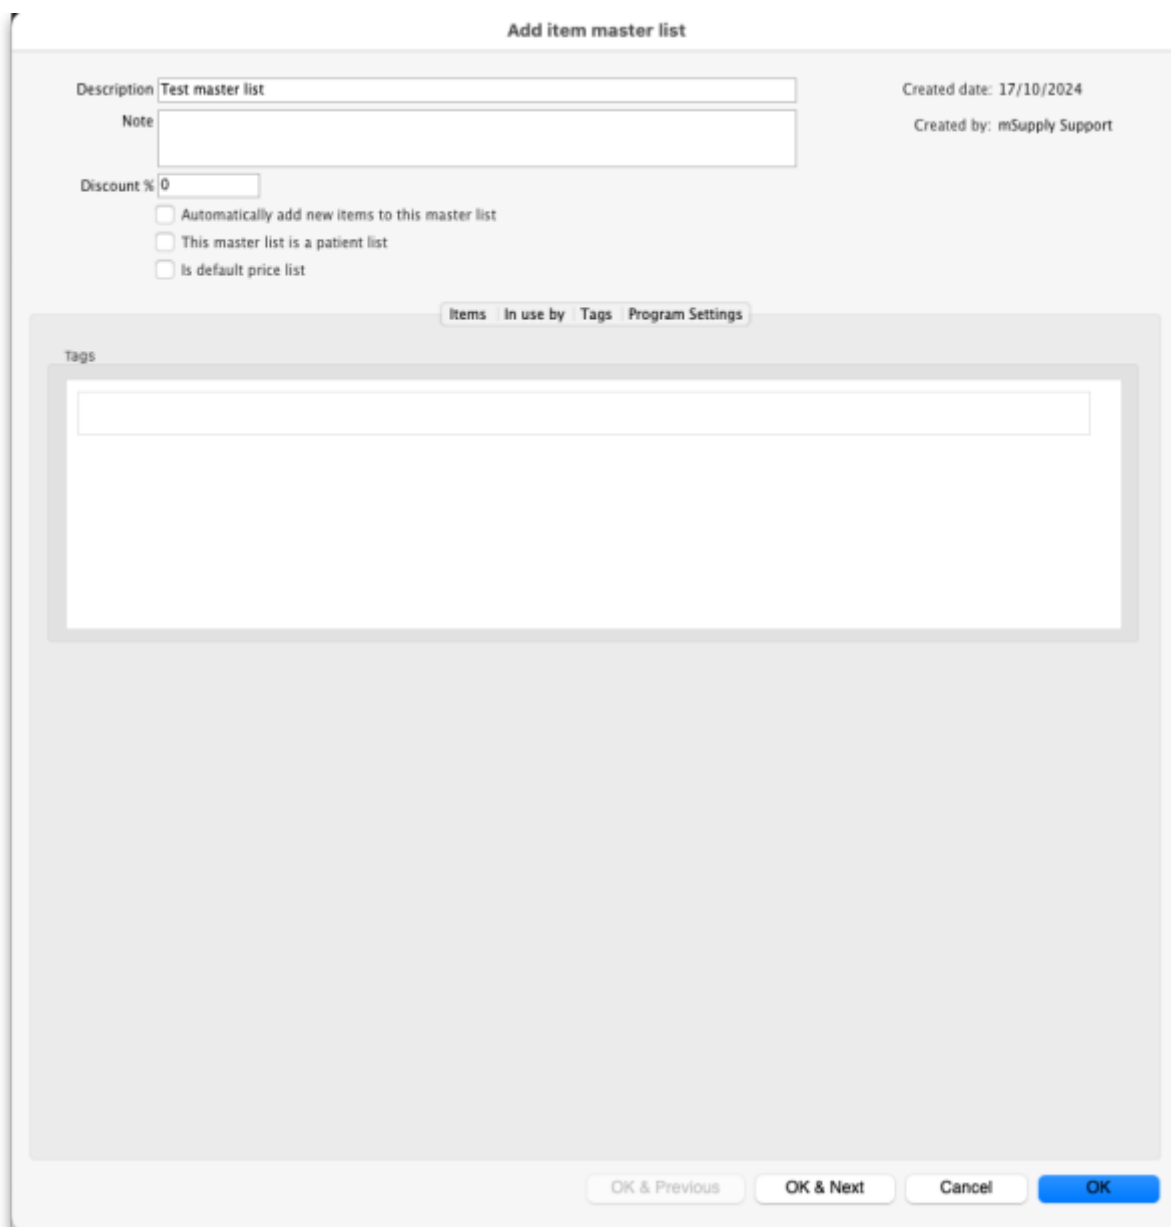 Add item master list
Description Test master list
Created date: 17/10/2024
Note
Created by: mSupply Support
Discount % 0
Automatically add new items to this master list
This master list is a patient list
Is default price list
Items In use by Tags Program Settings
Tags
OK & Previous OK & Next Cancel OK